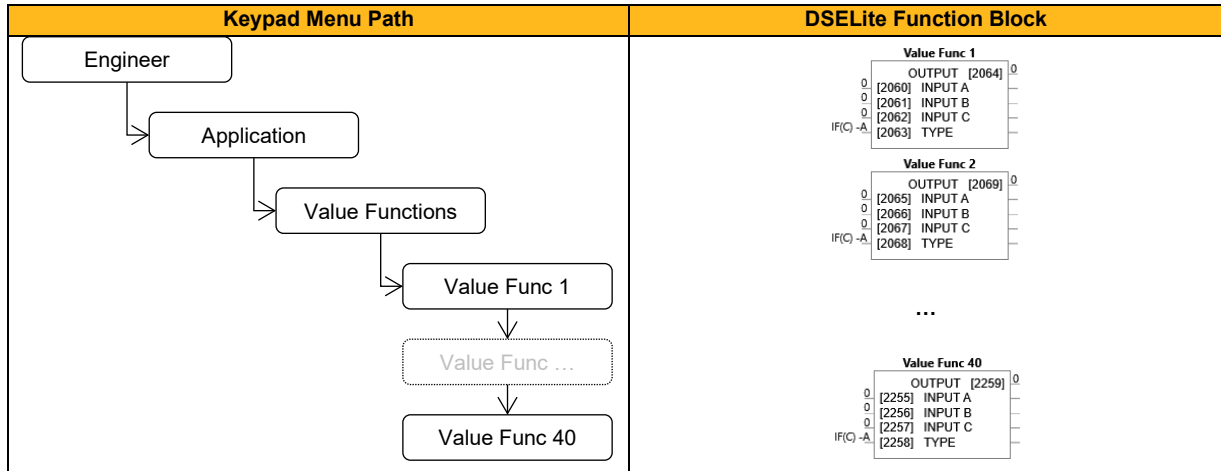 Keypad Menu Path
DSELite Function Block
Engineer
Application
Value Functions
Value Func 1
Value Func ...
Value Func 40
Value Func 1
OUTPUT [2064] 0
0 [2060] INPUT A
0 [2061] INPUT B
0 [2062] INPUT C
IF(C) -A [2063] TYPE
Value Func 2
OUTPUT [2069] 0
0 [2065] INPUT A
0 [2066] INPUT B
0 [2067] INPUT C
IF(C) -A [2068] TYPE
...
Value Func 40
OUTPUT [2259] 0
0 [2255] INPUT A
0 [2256] INPUT B
0 [2257] INPUT C
IF(C) -A [2258] TYPE